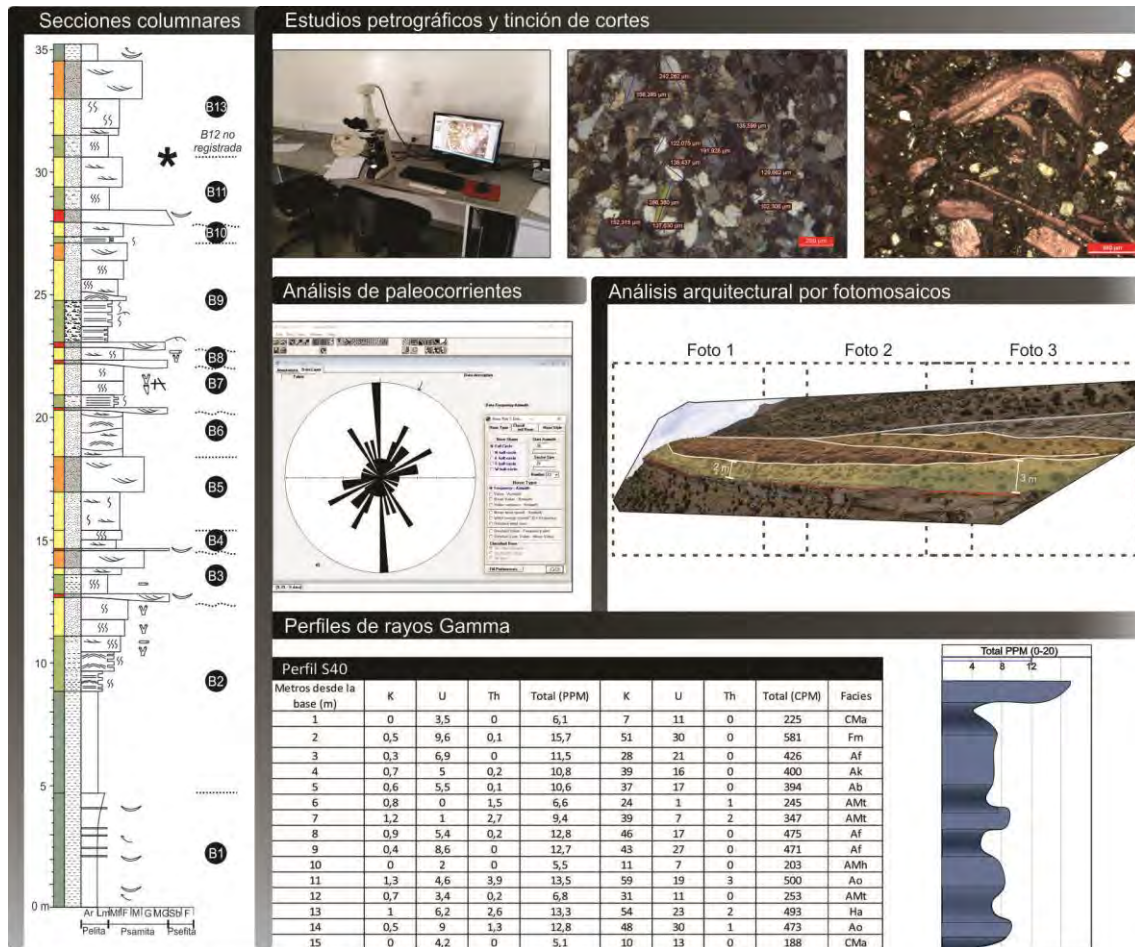 Secciones columnares
35
30
25
20
15
10
5
0 m
B13
B12 no
registrada
*
B11
B10
B9
B8
B7
B6
B5
B4
B3
B2
B1
Pelita
Psamita
Psefita
Estudios petrográficos y tinción de cortes
Análisis de paleocorrientes
Análisis arquitectural por fotomosaicos
Foto 1
Foto 2
Foto 3
2 m
3 m
Perfiles de rayos Gamma
Perfil S40
Metros desde la base (m) K U Th Total (PPM) K U Th Total (CPM) Facies
1 0 3,5 0 6,1 7 11 0 225 CMa
2 0,5 9,6 0,1 15,7 51 30 0 581 Fm
3 0,3 6,9 0 11,5 28 21 0 426 Af
4 0,7 5 0,2 10,8 39 16 0 400 Ak
5 0,6 5,5 0,1 10,6 37 17 0 394 Ab
6 0,8 0 1,5 6,6 24 1 1 245 AMt
7 1,2 1 2,7 9,4 39 7 2 347 AMt
8 0,9 5,4 0,2 12,8 46 17 0 475 Af
9 0,4 8,6 0 12,7 43 27 0 471 Af
10 0 2 0 5,5 11 7 0 203 AMh
11 1,3 4,6 3,9 13,5 59 19 3 500 Ao
12 0,7 3,4 0,2 6,8 31 11 0 253 AMt
13 1 6,2 2,6 13,3 54 23 2 493 Ha
14 0,5 9 1,3 12,8 48 30 1 473 Ao
15 0 4,2 0 5,1 10 13 0 188 CMa
Total PPM (0-20)
4 8 12